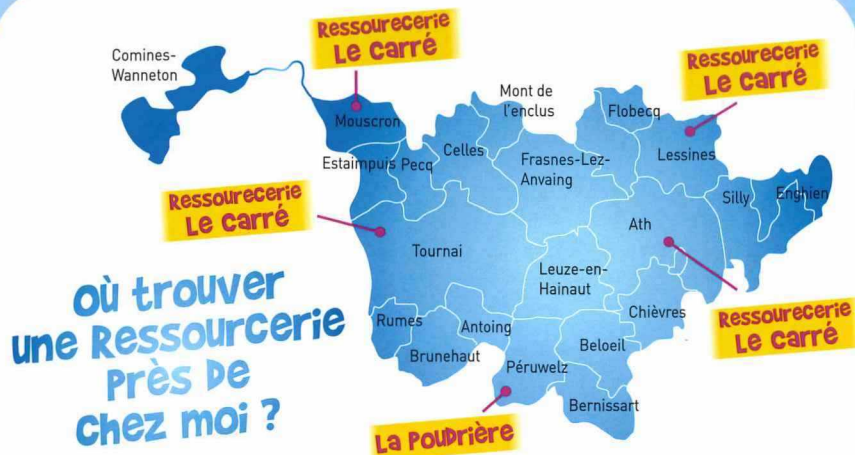 Ressourecerie
Le carré
Comines-
Wanneton
Ressourecerie
Le carré
Mont de
l'enclus
Flobecq
Mouscron
Celles
Estaimpuis
Pecq
Frasnes-Lez-
Anvaing
Lessines
Silly
Enghien
Ressourecerie
Le carré
Ath
Tournai
Leuze-en-
Hainaut
où trouver
une Ressourcerie
près de
chez moi ?
Chièvres
Ressourecerie
Le carré
Rumes
Antoing
Brunehaut
Beloeil
Péruwelz
Bernissart
La Poudrière